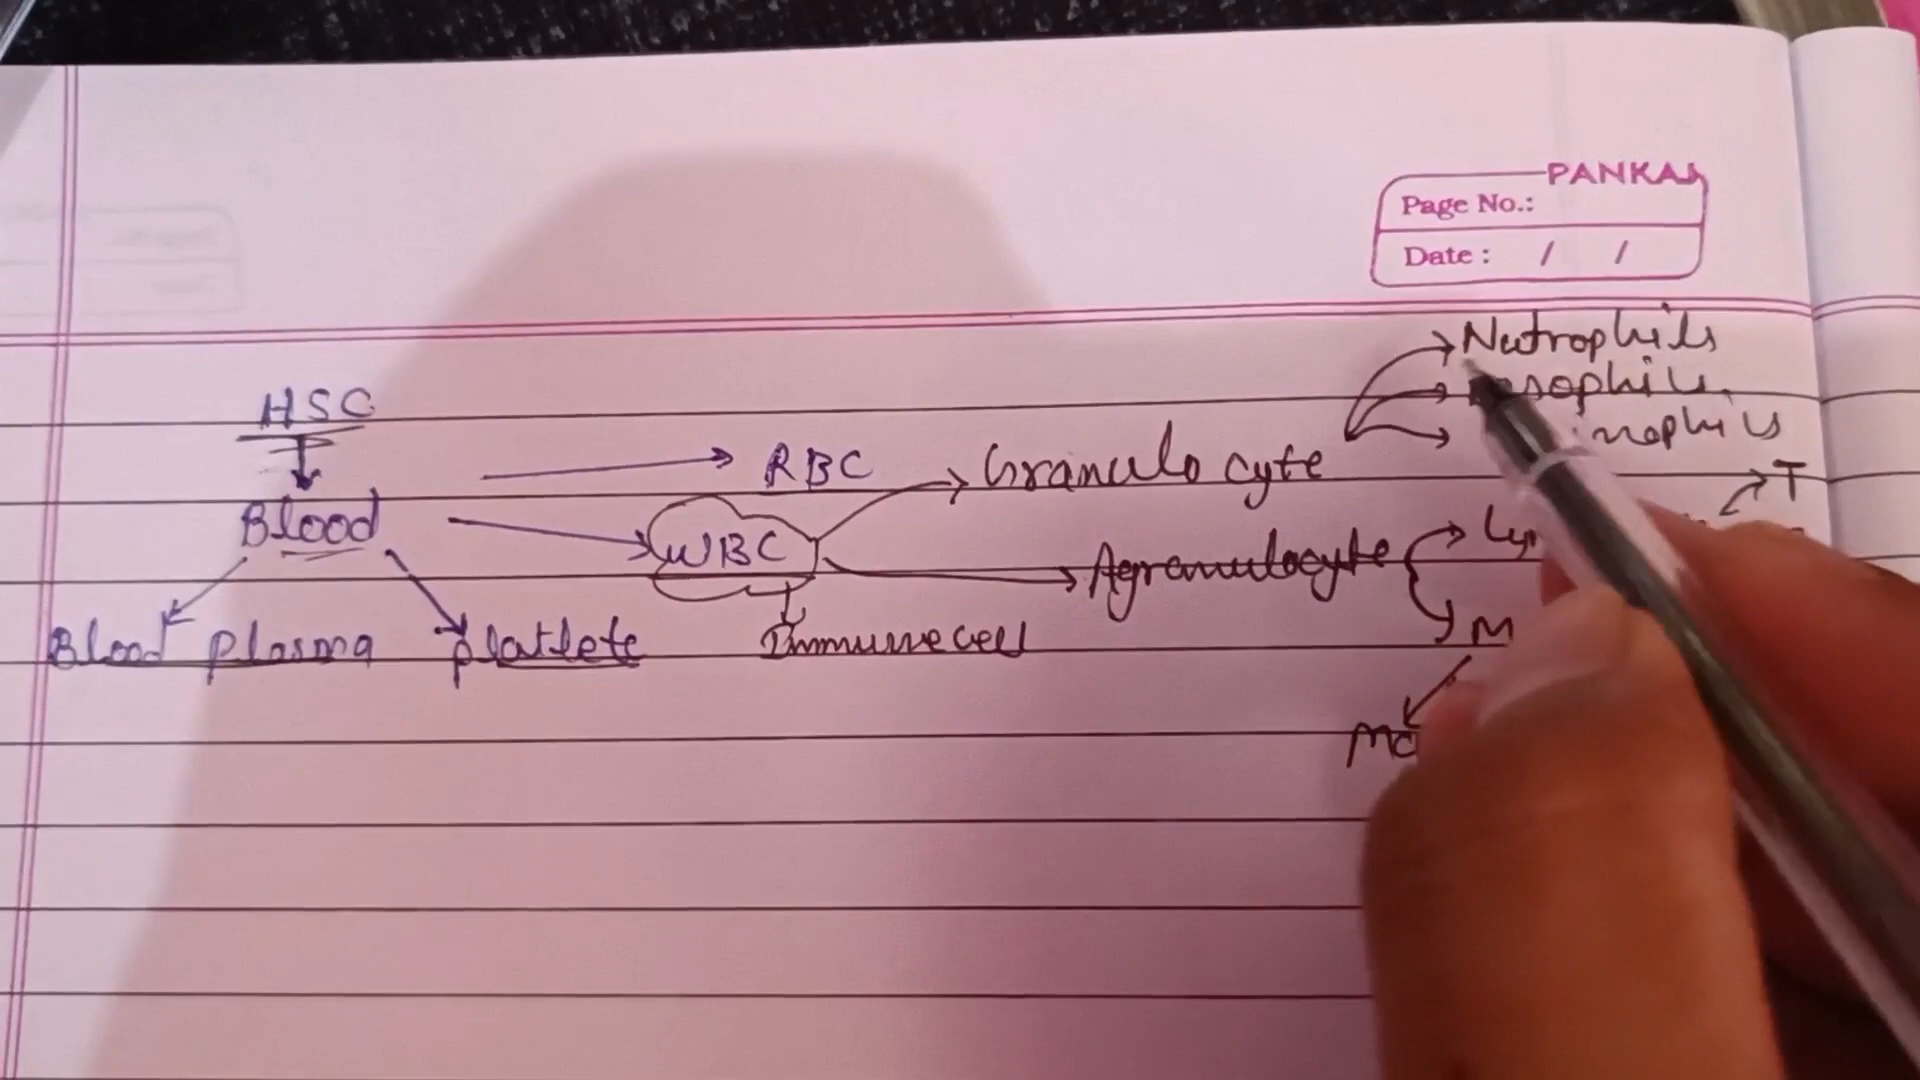 PANKAJ
Page No.:
Date : / /
Nutrophils
HSC
RBC
Granulo cyte
T
Blood
WBC
Agranulocyte
M
Blood plasma
platlete
Immune cell